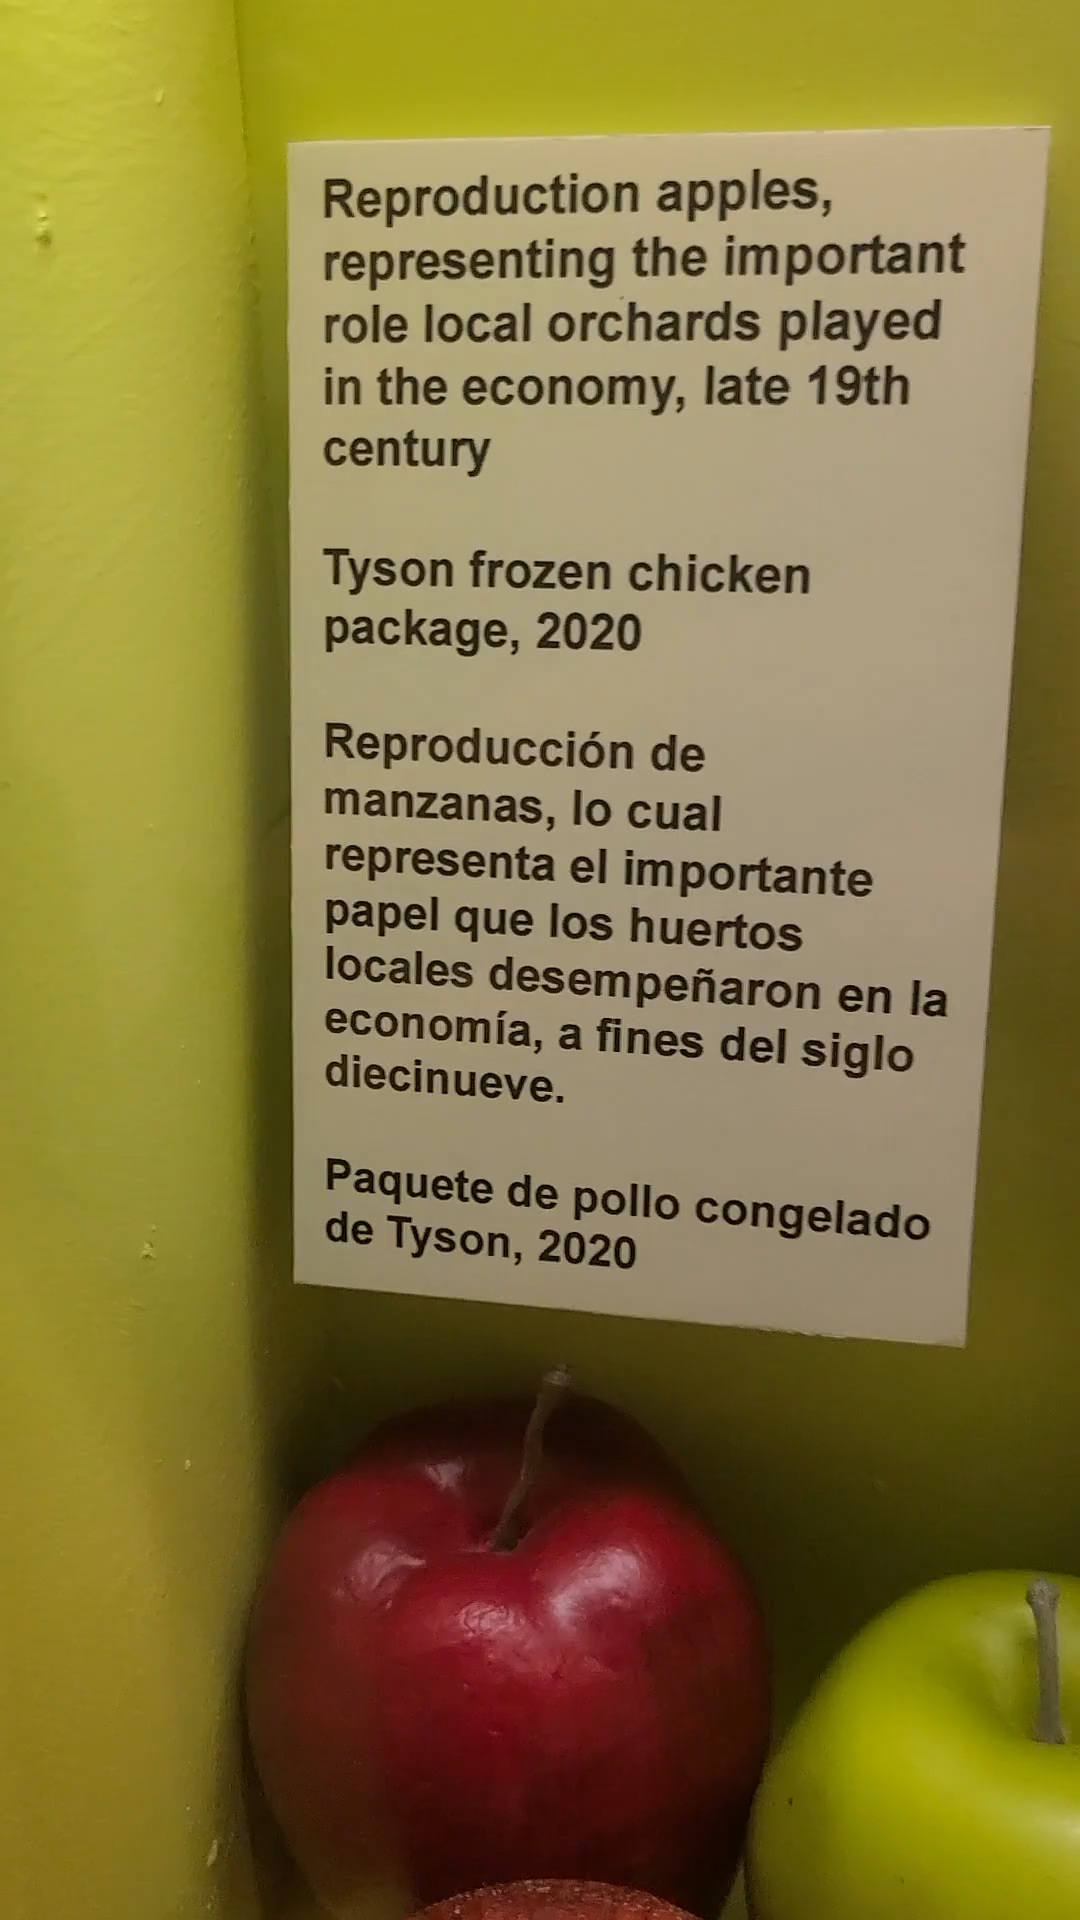 Reproduction apples,
representing the important
role local orchards played
in the economy, late 19th
century
Tyson frozen chicken
package, 2020
Reproducción de
manzanas, lo cual
representa el importante
papel que los huertos
locales desempeñaron en la
economía, a fines del siglo
diecinueve.
Paquete de pollo congelado
de Tyson, 2020